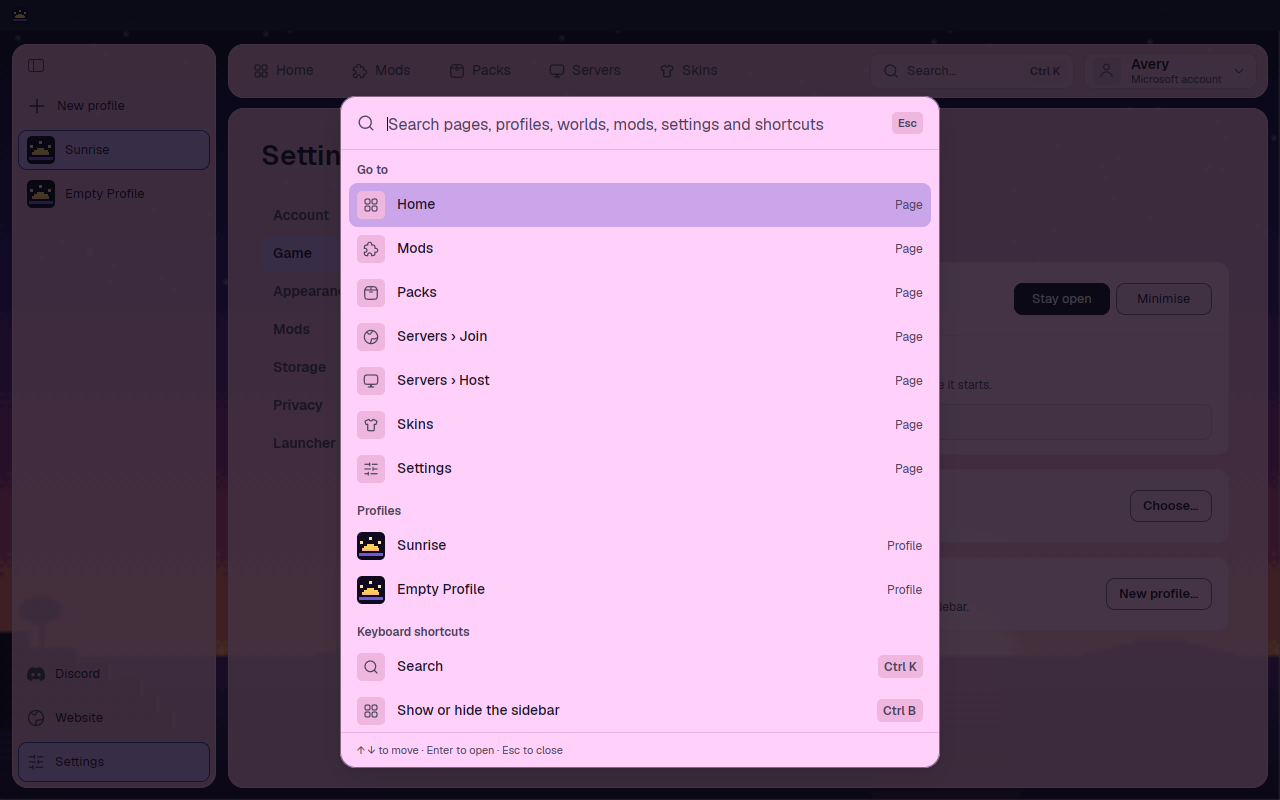 Home
Mods
Packs
Servers
Skins
Search...
Ctrl K
Avery
Microsoft account
New profile
Sunrise
Empty Profile
Discord
Website
Settings
Account
Game
Mods
Storage
Privacy
Launcher
Stay open
Minimise
it starts.
Choose...
New profile...
Search pages, profiles, worlds, mods, settings and shortcuts
Esc
Go to
Home
Page
Mods
Page
Packs
Page
Servers › Join
Page
Servers › Host
Page
Skins
Page
Settings
Page
Profiles
Sunrise
Profile
Empty Profile
Profile
Keyboard shortcuts
Search
Ctrl K
Show or hide the sidebar
Ctrl B
↑↓ to move · Enter to open · Esc to close